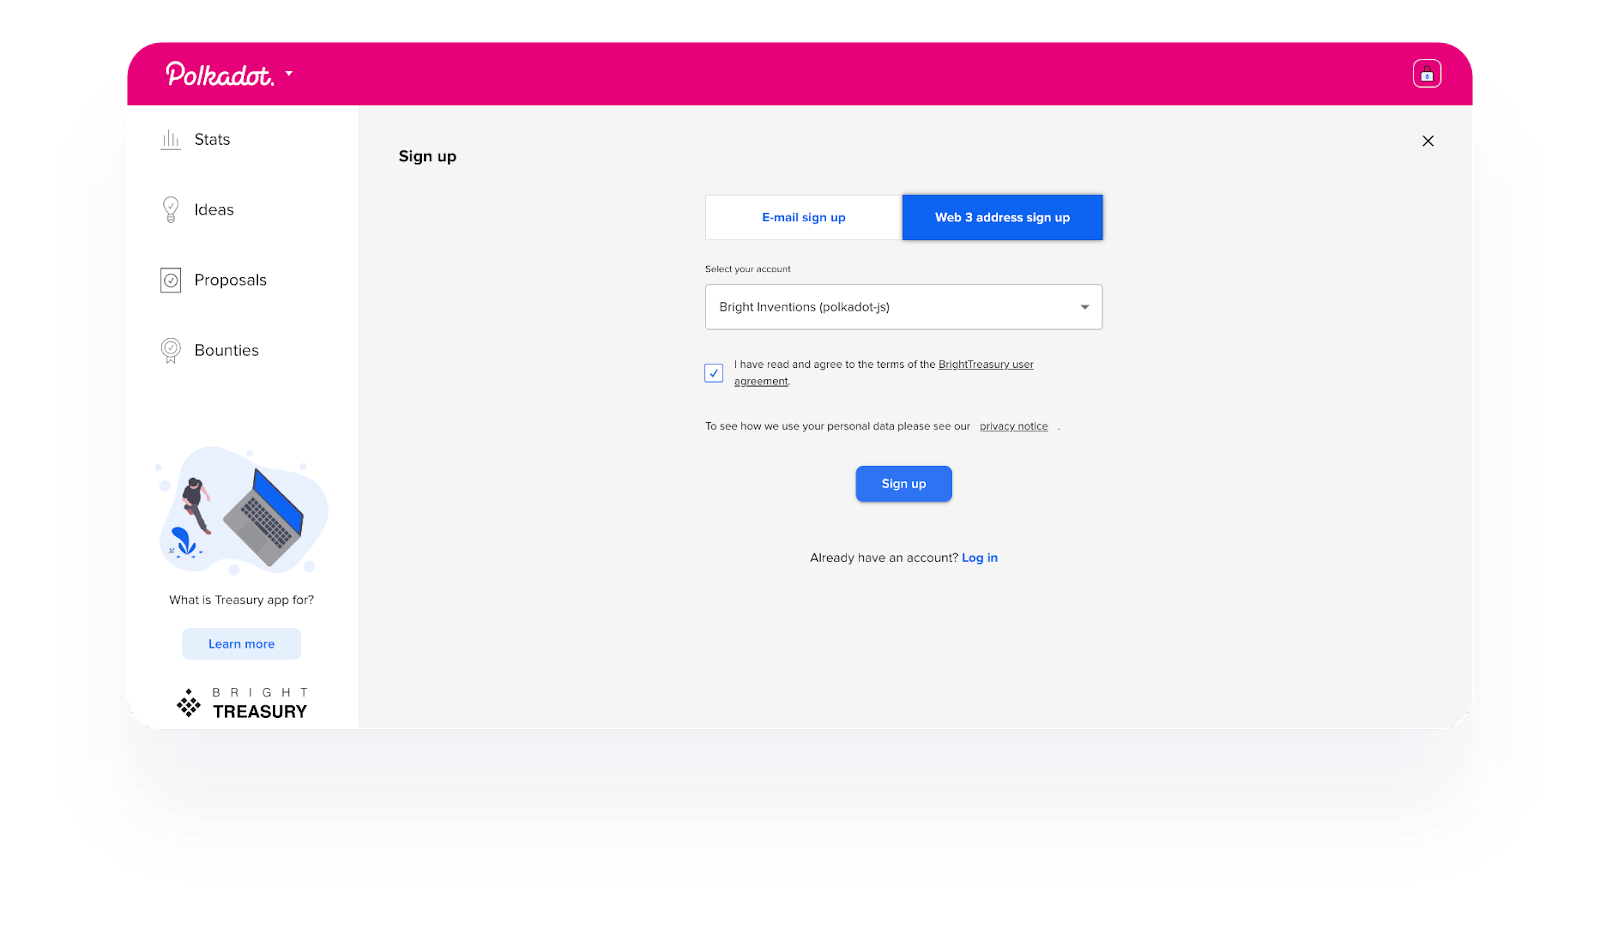 Polkadot.
Stats
Ideas
Proposals
Bounties
What is Treasury app for?
Learn more
BRIGHT
TREASURY
Sign up
E-mail sign up
Web 3 address sign up
Select your account
Bright Inventions (polkadot-js)
I have read and agree to the terms of the BrightTreasury user
agreement.
To see how we use your personal data please see our privacy notice .
Sign up
Already have an account? Log in